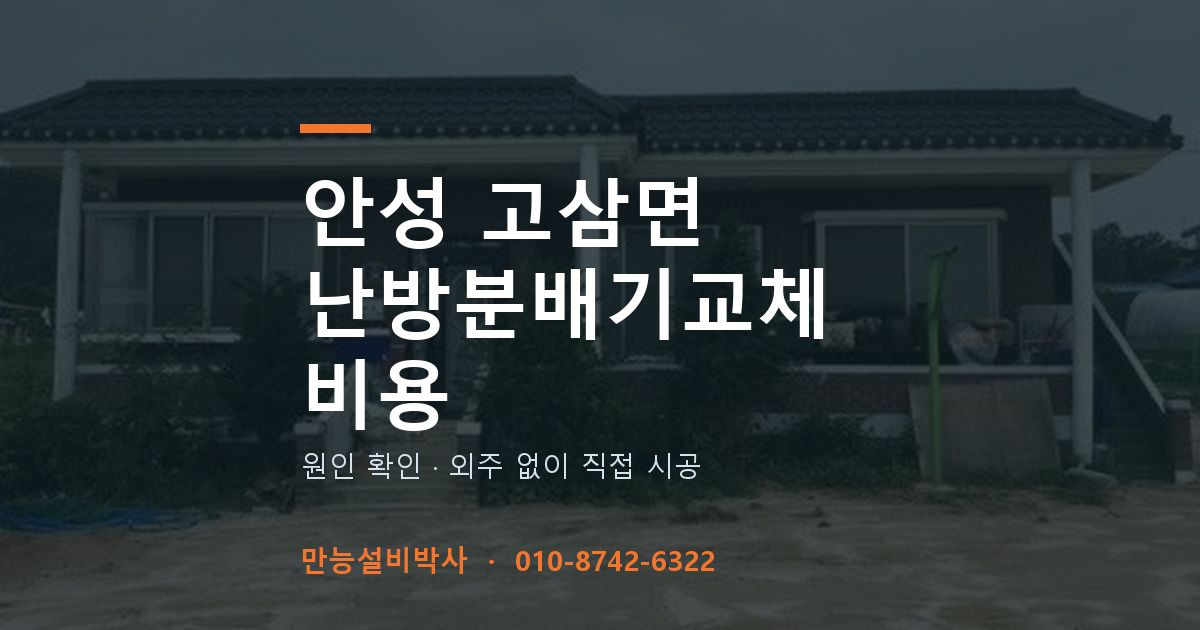 안성 고삼면
난방분배기교체
비용
원인 확인 · 외주 없이 직접 시공
만능설비박사 · 010-8742-6322